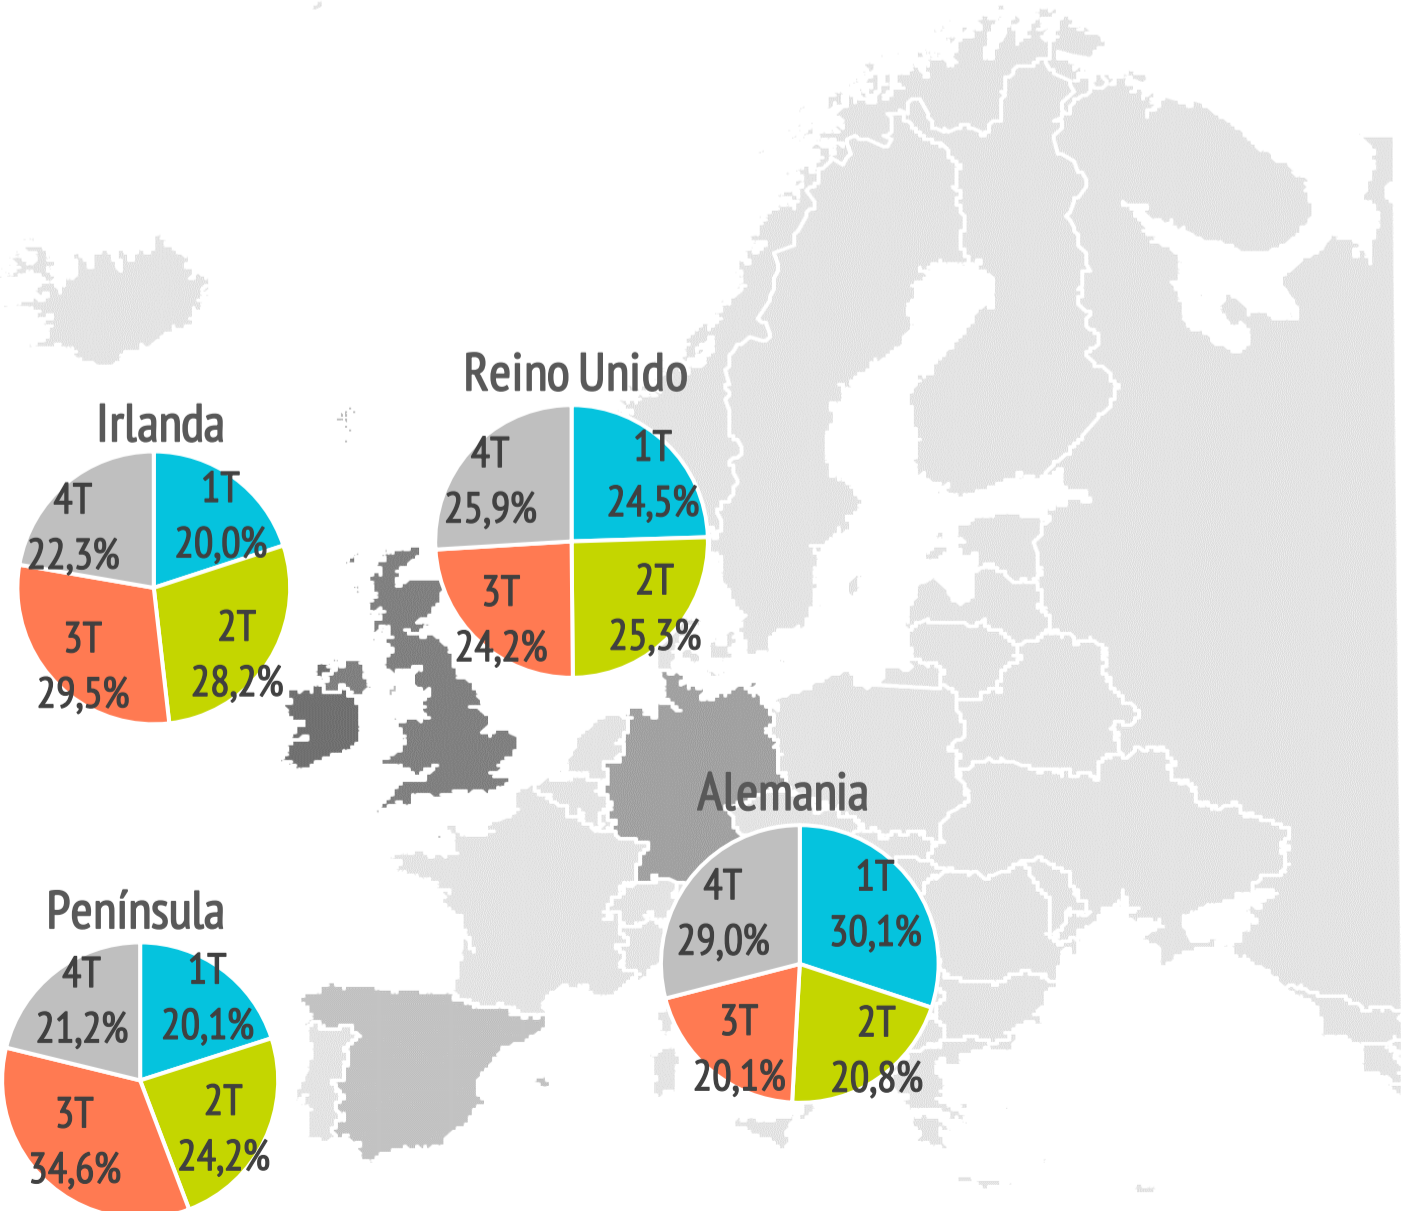 Reino Unido
4T
25,9%
1T
24,5%
3T
24,2%
2T
25,3%
Irlanda
4T
22,3%
1T
20,0%
3T
29,5%
2T
28,2%
Alemania
4T
29,0%
1T
30,1%
3T
20,1%
2T
20,8%
Península
4T
21,2%
1T
20,1%
3T
34,6%
2T
24,2%